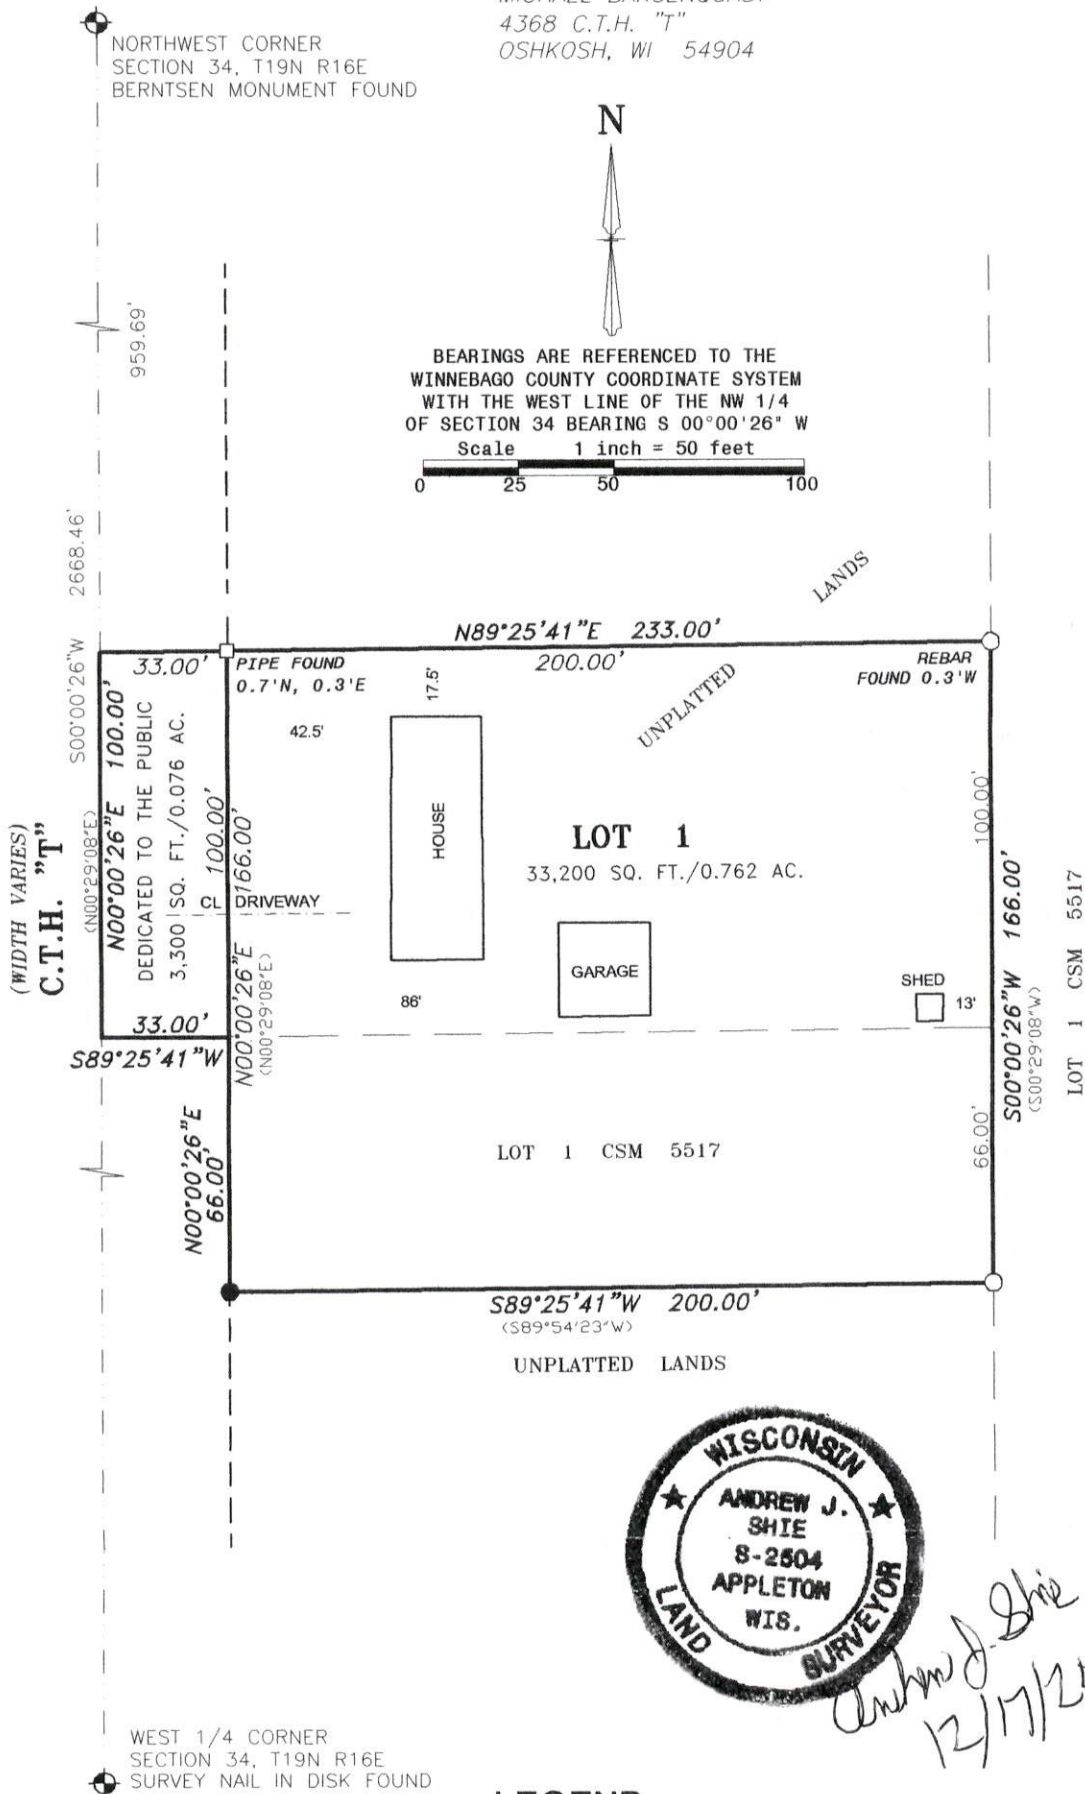 4368 C.T.H. "T"
OSHKOSH, WI 54904
NORTHWEST CORNER
SECTION 34, T19N R16E
BERNTSEN MONUMENT FOUND
N
959.69'
BEARINGS ARE REFERENCED TO THE
WINNEBAGO COUNTY COORDINATE SYSTEM
WITH THE WEST LINE OF THE NW 1/4
OF SECTION 34 BEARING S 00°00'26" W
Scale 1 inch = 50 feet
0 25 50 100
S00°00'26"W 2668.46'
UNPLATTED LANDS
N89°25'41"E 233.00'
33.00'
200.00'
PIPE FOUND
0.7'N, 0.3'E
REBAR
FOUND 0.3'W
17.5'
42.5'
(WIDTH VARIES)
C.T.H. "T"
(N00°29'08"E)
N00°00'26"E 100.00'
DEDICATED TO THE PUBLIC
3,300 SQ. FT./0.076 AC.
100.00'
166.00'
N00°00'26"E
(N00°29'08"E)
CL DRIVEWAY
HOUSE
LOT 1
33,200 SQ. FT./0.762 AC.
GARAGE
SHED
13'
86'
100.00'
S00°00'26"W 166.00'
(S00°29'08"W)
LOT 1 CSM 5517
33.00'
S89°25'41"W
N00°00'26"E
66.00'
66.00'
LOT 1 CSM 5517
S89°25'41"W 200.00'
(S89°54'23"W)
UNPLATTED LANDS
WISCONSIN
ANDREW J.
SHIE
S-2504
APPLETON
WIS.
LAND SURVEYOR
Andrew J. Shie
12/17/2
WEST 1/4 CORNER
SECTION 34, T19N R16E
SURVEY NAIL IN DISK FOUND